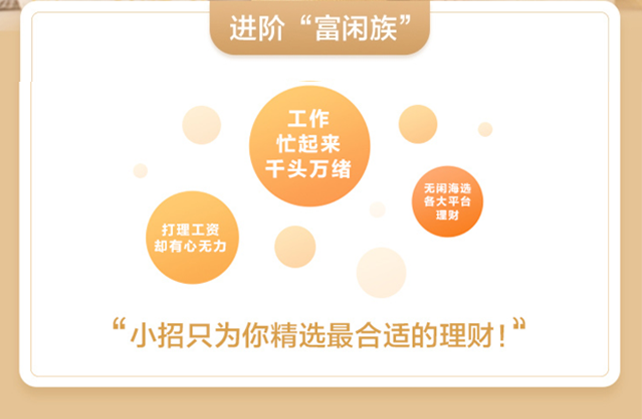 进阶“富闲族”
工作
忙起来
千头万绪
无闲海选
各大平台
理财
打理工资
却有心无力
“小招只为你精选最合适的理财!”